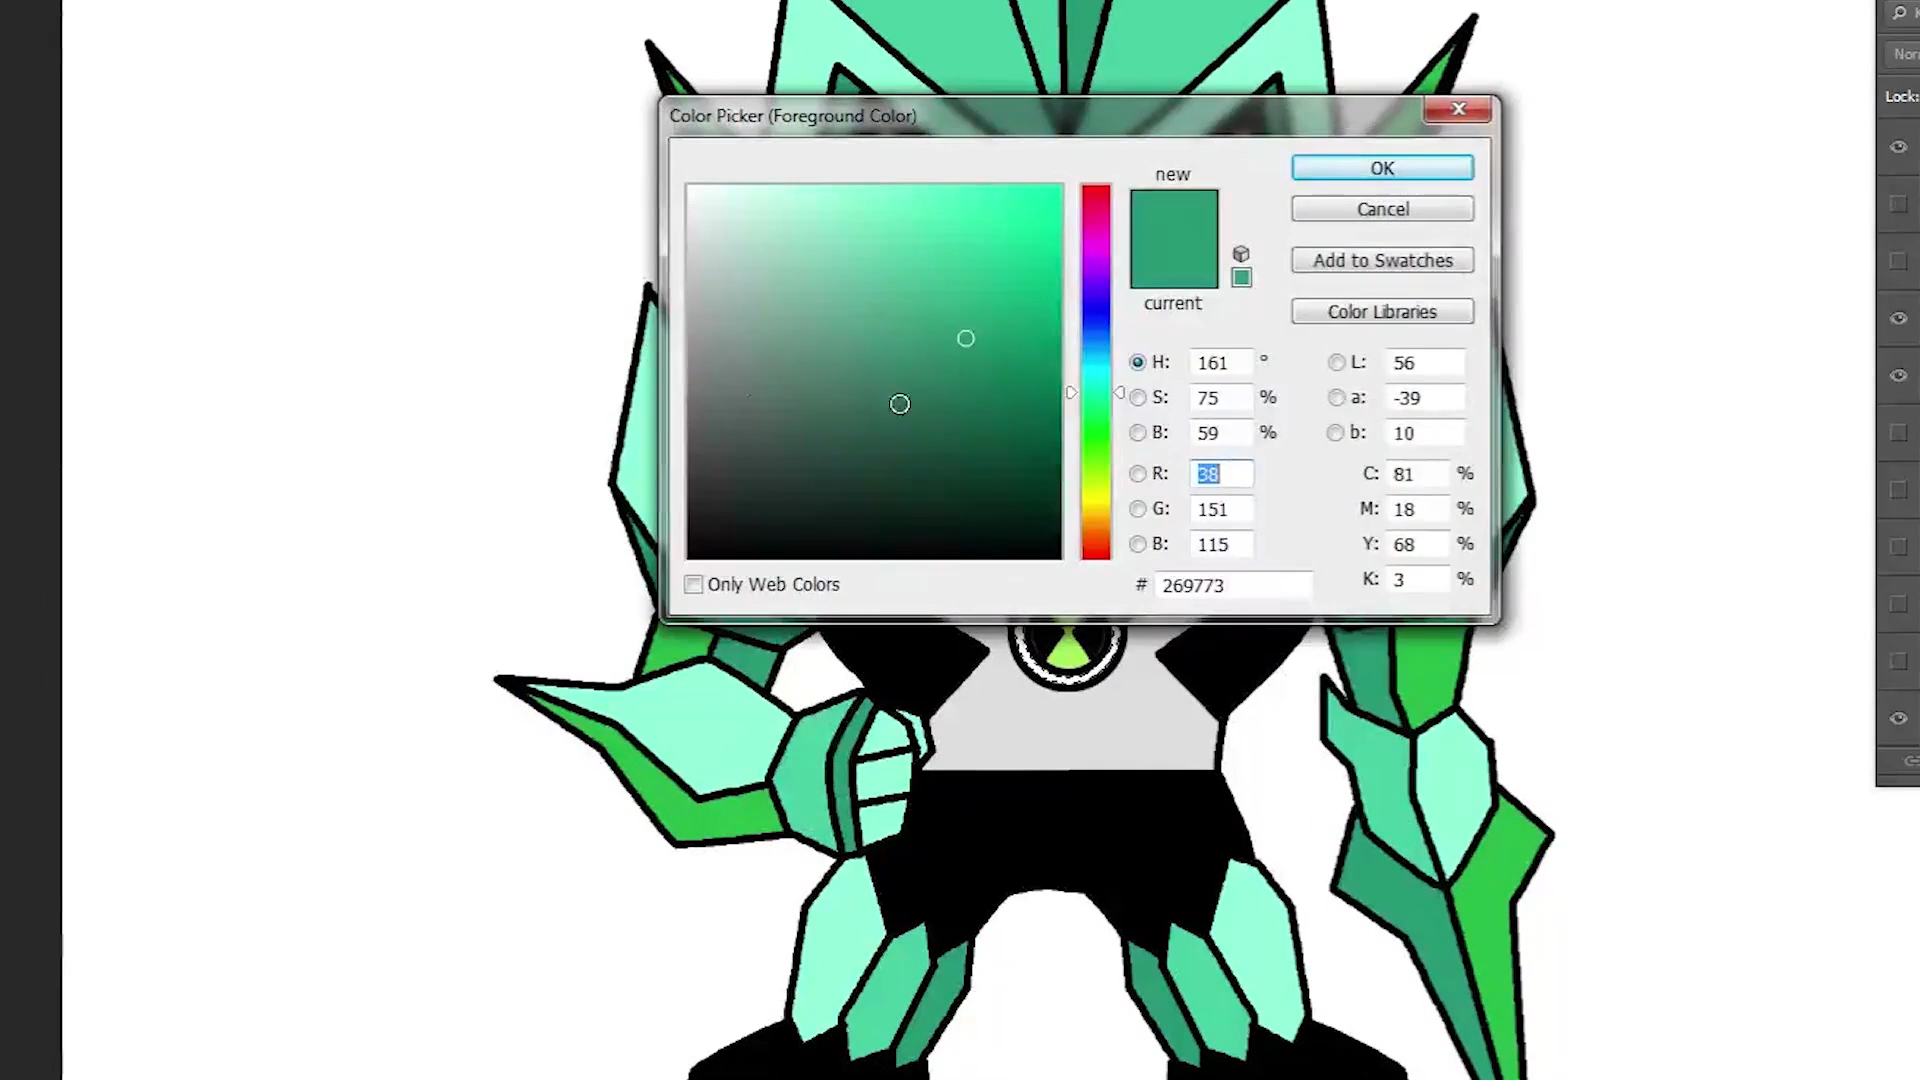 Color Picker (Foreground Color)
new
current
OK
Cancel
Add to Swatches
Color Libraries
H: 161 °
S: 75 %
B: 59 %
R: 38
G: 151
B: 115
# 269773
L: 56
a: -39
b: 10
C: 81 %
M: 18 %
Y: 68 %
K: 3 %
Only Web Colors
Lock: